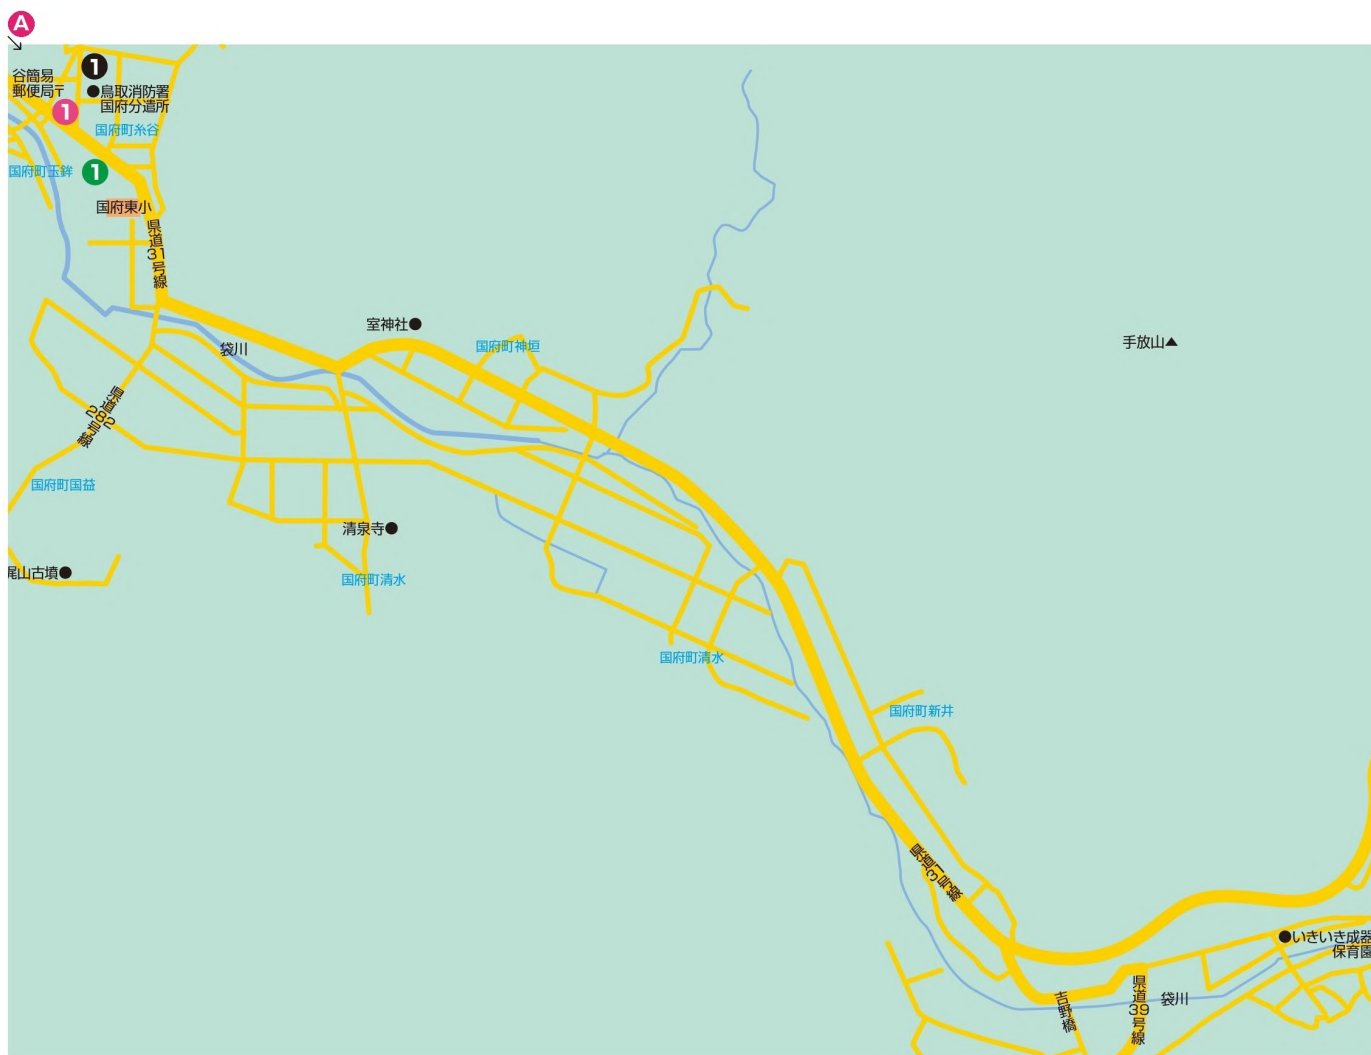 A
谷簡易
郵便局〒
1
鳥取消防署
国府分遣所
1
国府町糸谷
国府町玉鉾
1
国府東小
県道31号線
袋川
室神社
国府町神垣
手放山
県道282号線
国府町国益
清泉寺
国府町清水
梶山古墳
国府町清水
国府町新井
県道31号線
いきいき成器
保育園
吉野橋
県道39号線
袋川